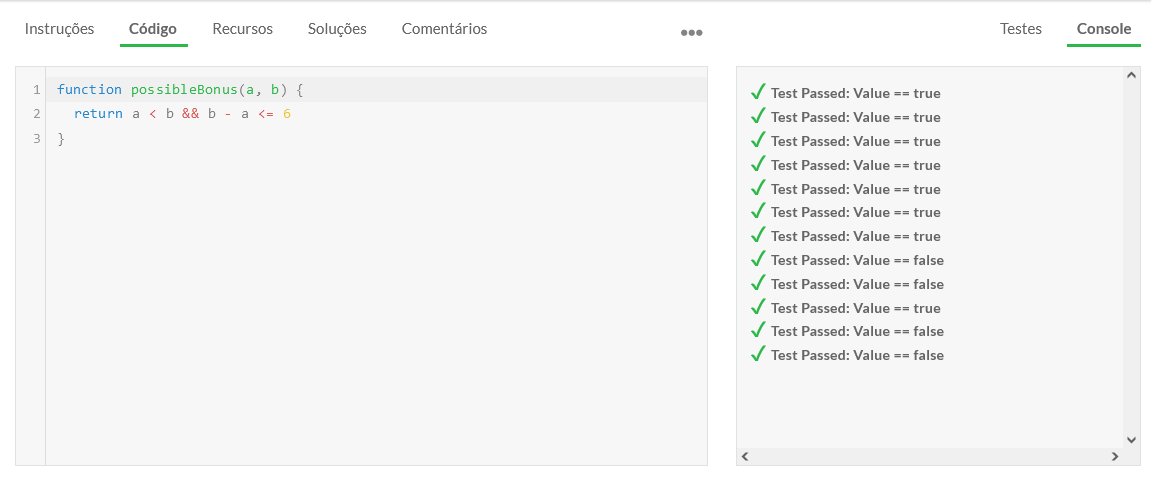 Instruções Código Recursos Soluções Comentários ••• Testes Console
1 function possibleBonus(a, b) {
2 return a < b && b - a <= 6
3 }
✓ Test Passed: Value == true
✓ Test Passed: Value == true
✓ Test Passed: Value == true
✓ Test Passed: Value == true
✓ Test Passed: Value == true
✓ Test Passed: Value == true
✓ Test Passed: Value == true
✓ Test Passed: Value == false
✓ Test Passed: Value == false
✓ Test Passed: Value == true
✓ Test Passed: Value == false
✓ Test Passed: Value == false